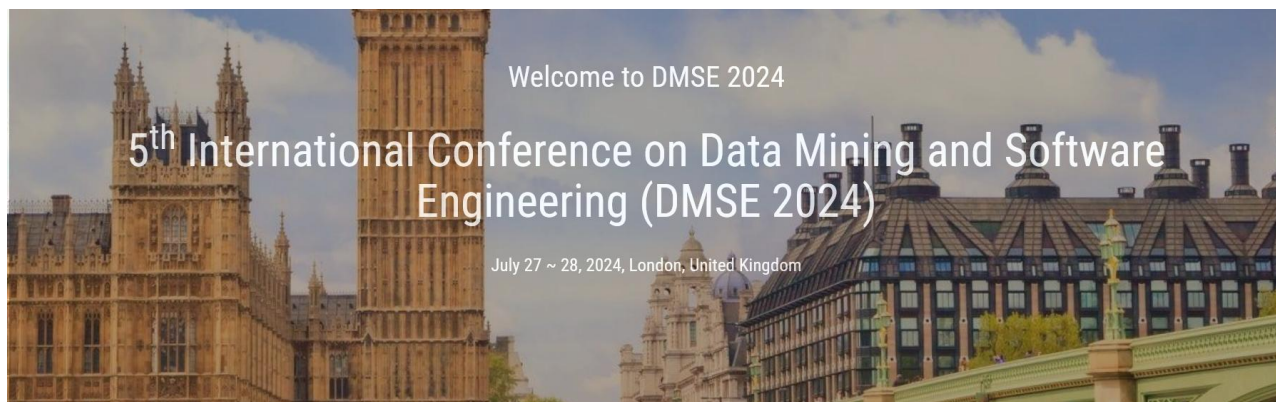 Welcome to DMSE 2024
5th International Conference on Data Mining and Software
Engineering (DMSE 2024)
July 27 ~ 28, 2024, London, United Kingdom